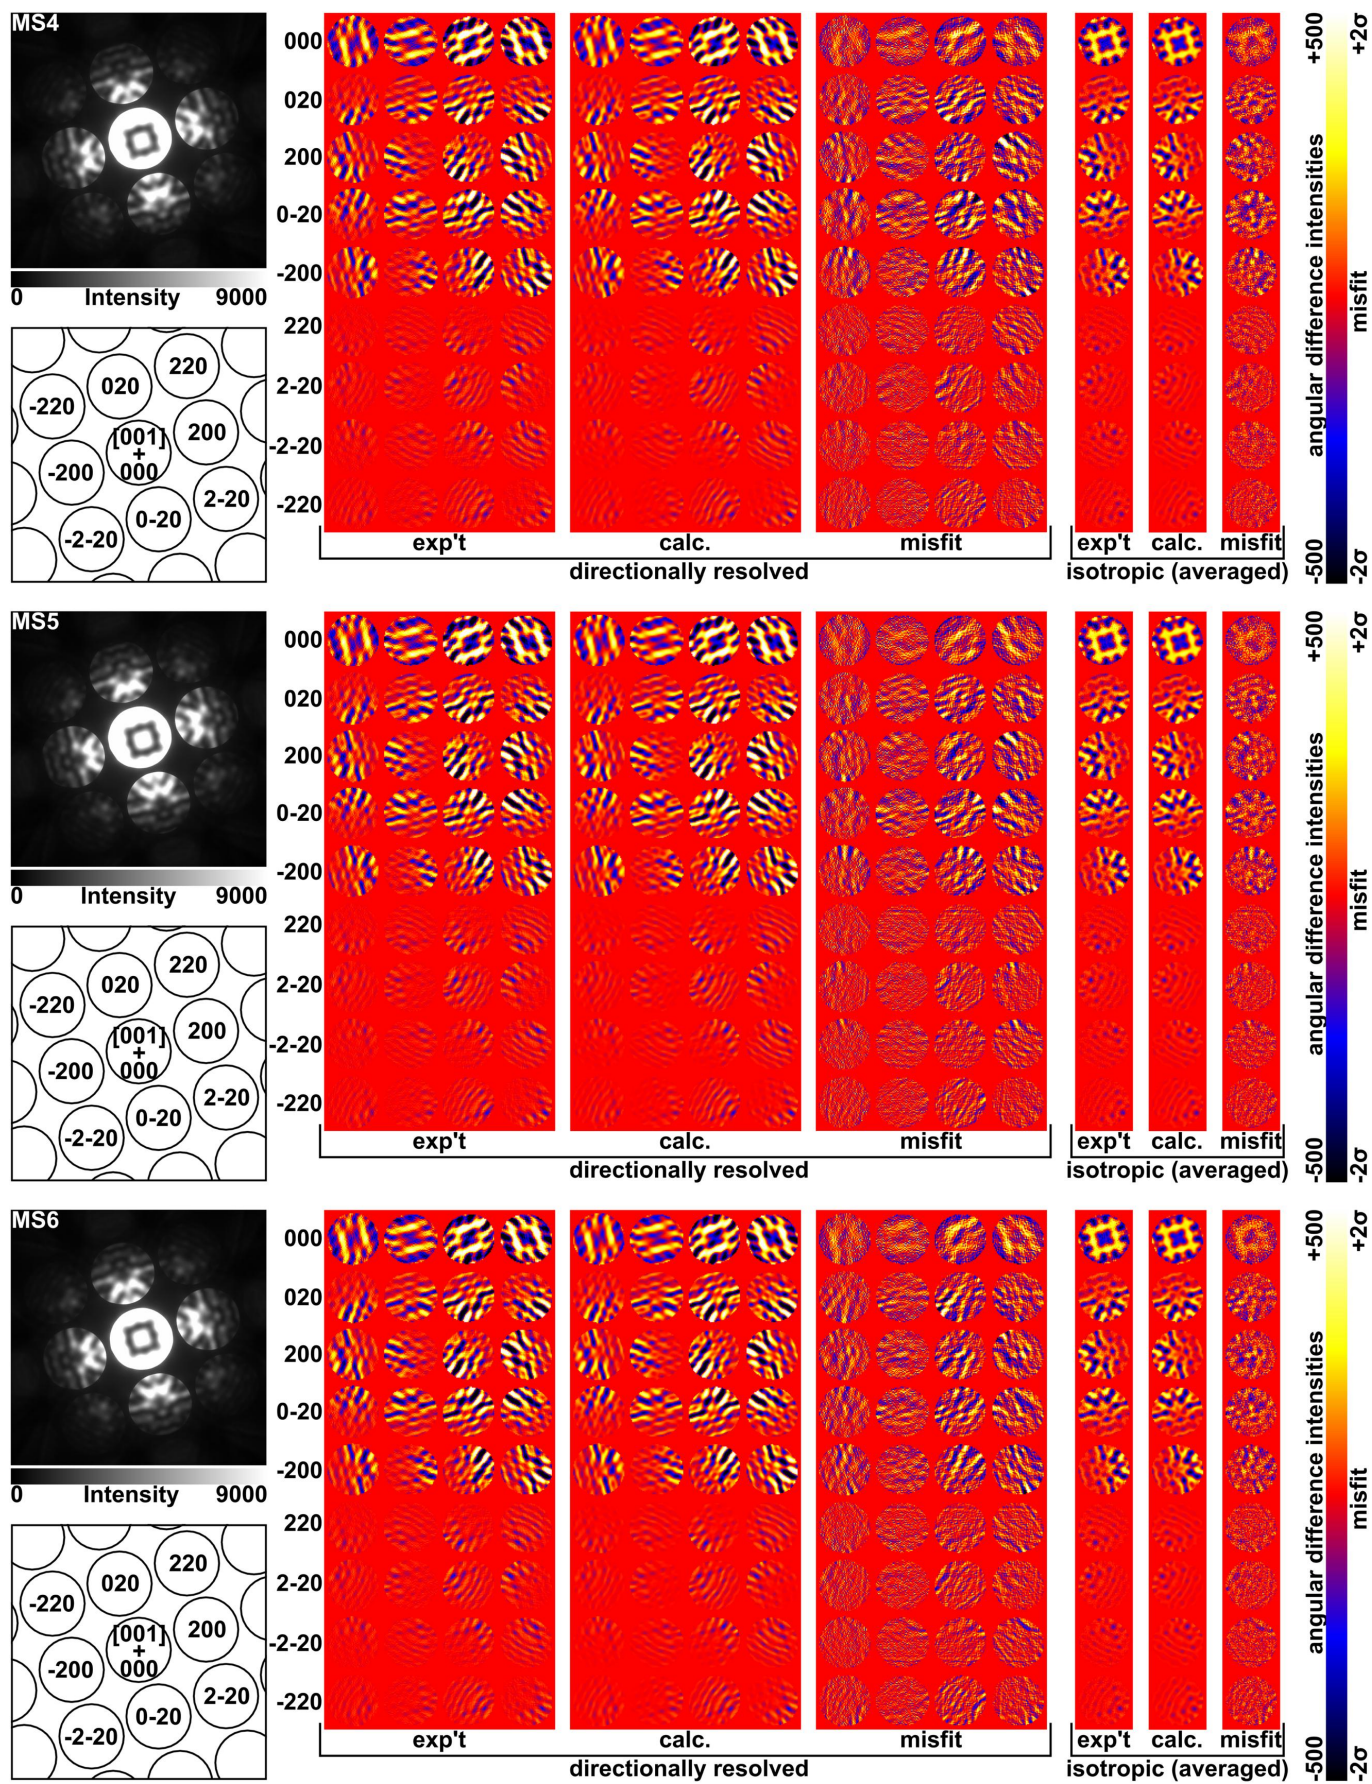 MS4
0 Intensity 9000
220
020
-220
200
[001]
+
000
-200
2-20
0-20
-2-20
000
020
200
0-20
-200
220
2-20
-2-20
-220
exp't calc. misfit
directionally resolved
exp't calc. misfit
isotropic (averaged)
-500 angular difference intensities +500
-2σ misfit +2σ
MS5
0 Intensity 9000
220
020
-220
200
[001]
+
000
-200
2-20
0-20
-2-20
000
020
200
0-20
-200
220
2-20
-2-20
-220
exp't calc. misfit
directionally resolved
exp't calc. misfit
isotropic (averaged)
-500 angular difference intensities +500
-2σ misfit +2σ
MS6
0 Intensity 9000
220
020
-220
200
[001]
+
000
-200
2-20
0-20
-2-20
000
020
200
0-20
-200
220
2-20
-2-20
-220
exp't calc. misfit
directionally resolved
exp't calc. misfit
isotropic (averaged)
-500 angular difference intensities +500
-2σ misfit +2σ